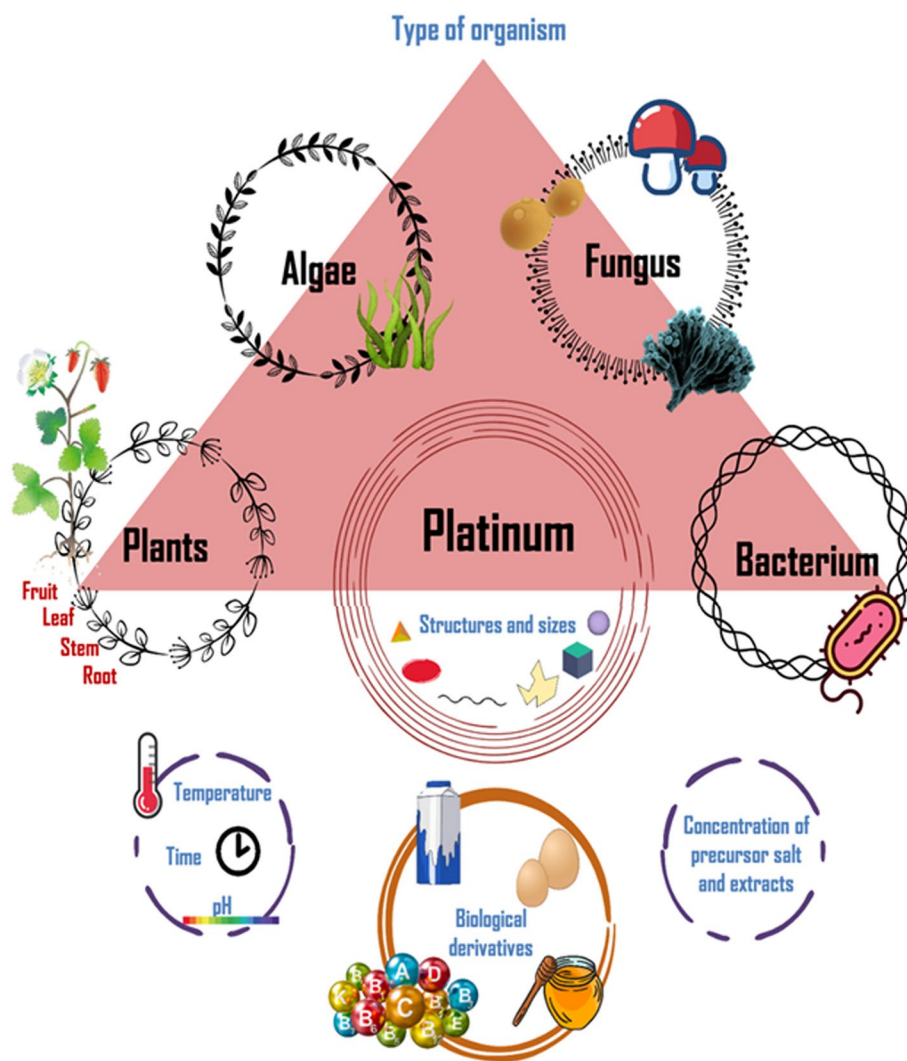 Type of organism
Algae
Fungus
Plants
Platinum
Bacterium
Fruit
Leaf
Stem
Root
Structures and sizes
Temperature
Time
pH
Concentration of
precursor salt
and extracts
Biological
derivatives
A
D
K
B
B
C
B
B6
E